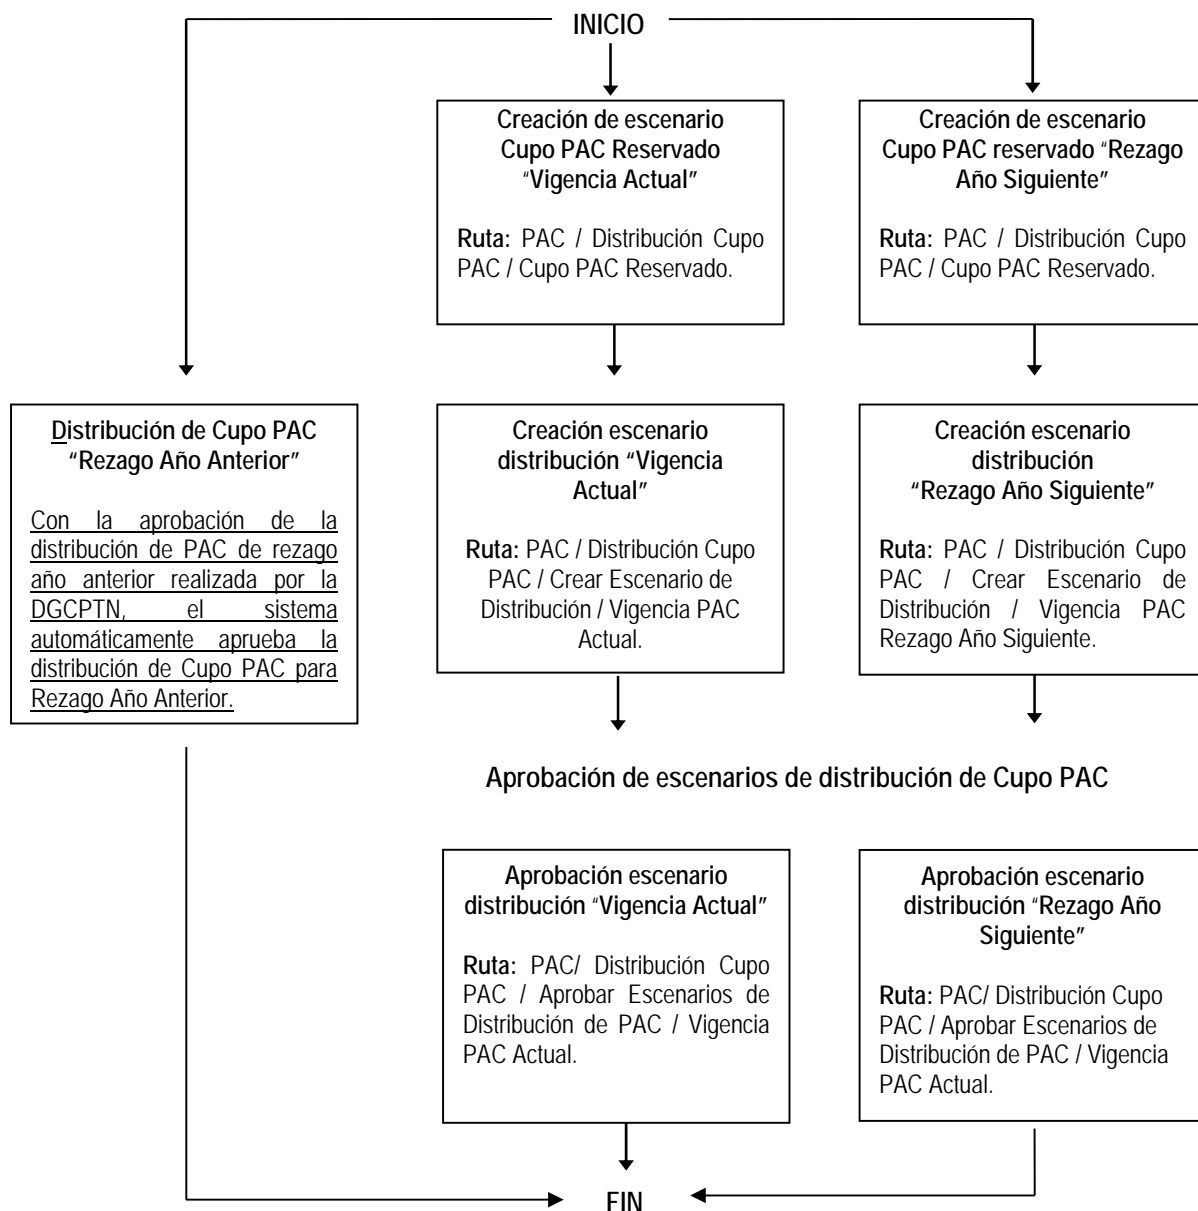 INICIO
Creación de escenario
Cupo PAC Reservado
“Vigencia Actual”
Ruta: PAC / Distribución Cupo
PAC / Cupo PAC Reservado.
Creación de escenario
Cupo PAC reservado “Rezago
Año Siguiente”
Ruta: PAC / Distribución Cupo
PAC / Cupo PAC Reservado.
Distribución de Cupo PAC
“Rezago Año Anterior”
Con la aprobación de la
distribución de PAC de rezago
año anterior realizada por la
DGCPTN, el sistema
automáticamente aprueba la
distribución de Cupo PAC para
Rezago Año Anterior.
Creación escenario
distribución “Vigencia
Actual”
Ruta: PAC / Distribución Cupo
PAC / Crear Escenario de
Distribución / Vigencia PAC
Actual.
Creación escenario
distribución
“Rezago Año Siguiente”
Ruta: PAC / Distribución Cupo
PAC / Crear Escenario de
Distribución / Vigencia PAC
Rezago Año Siguiente.
Aprobación de escenarios de distribución de Cupo PAC
Aprobación escenario
distribución “Vigencia Actual”
Ruta: PAC/ Distribución Cupo
PAC / Aprobar Escenarios de
Distribución de PAC / Vigencia
PAC Actual.
Aprobación escenario
distribución “Rezago Año
Siguiente”
Ruta: PAC/ Distribución Cupo
PAC / Aprobar Escenarios de
Distribución de PAC / Vigencia
PAC Actual.
FIN